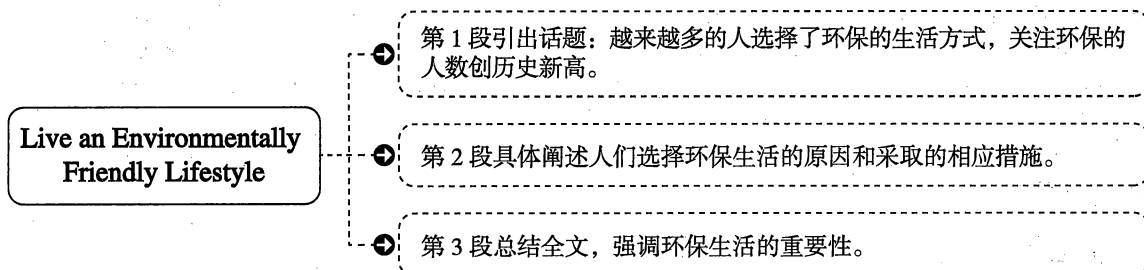 Live an Environmentally
Friendly Lifestyle
第1段引出话题：越来越多的人选择了环保的生活方式，关注环保的
人数创历史新高。
第2段具体阐述人们选择环保生活的原因和采取的相应措施。
第3段总结全文，强调环保生活的重要性。